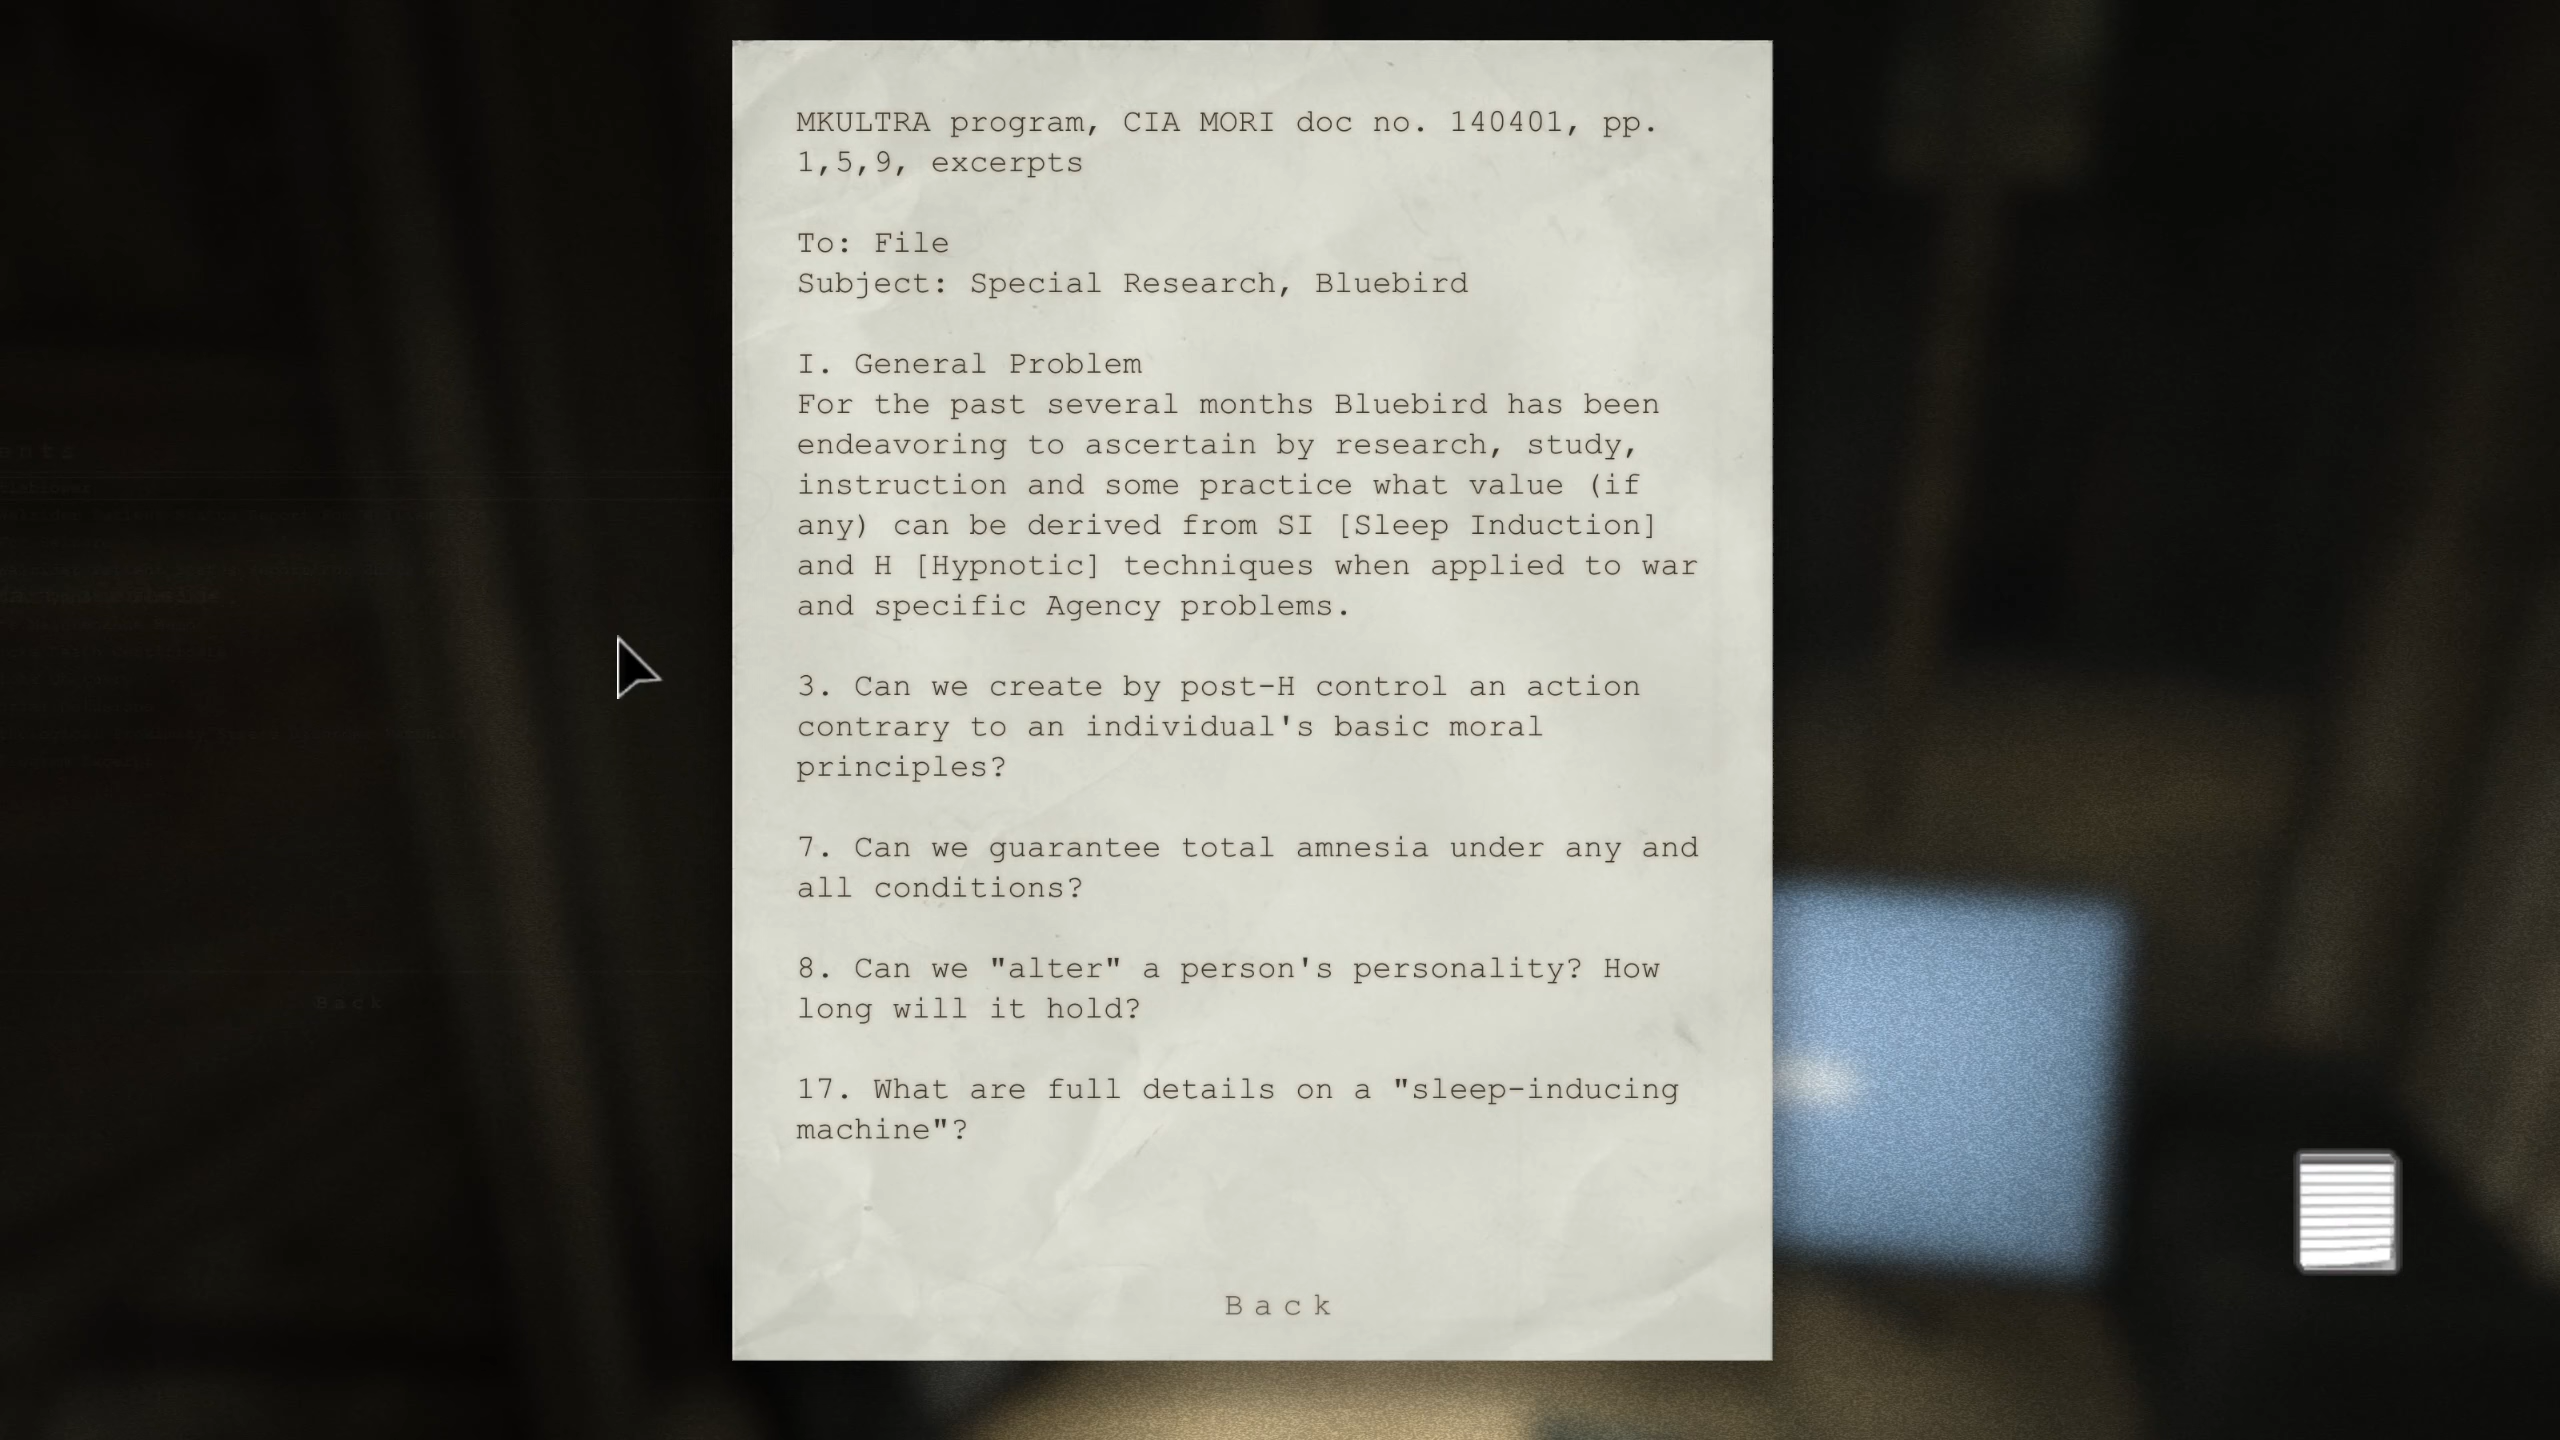 MKULTRA program, CIA MORI doc no. 140401, pp.
1,5,9, excerpts
To: File
Subject: Special Research, Bluebird
I. General Problem
For the past several months Bluebird has been
endeavoring to ascertain by research, study,
instruction and some practice what value (if
any) can be derived from SI [Sleep Induction]
and H [Hypnotic] techniques when applied to war
and specific Agency problems.
3. Can we create by post-H control an action
contrary to an individual's basic moral
principles?
7. Can we guarantee total amnesia under any and
all conditions?
8. Can we "alter" a person's personality? How
long will it hold?
17. What are full details on a "sleep-inducing
machine"?
Back
Back